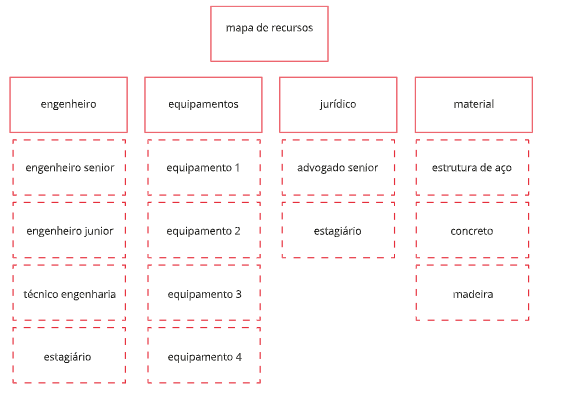 mapa de recursos
engenheiro
equipamentos
jurídico
material
engenheiro senior
equipamento 1
advogado senior
estrutura de aço
engenheiro junior
equipamento 2
estagiário
concreto
técnico engenharia
equipamento 3
madeira
estagiário
equipamento 4